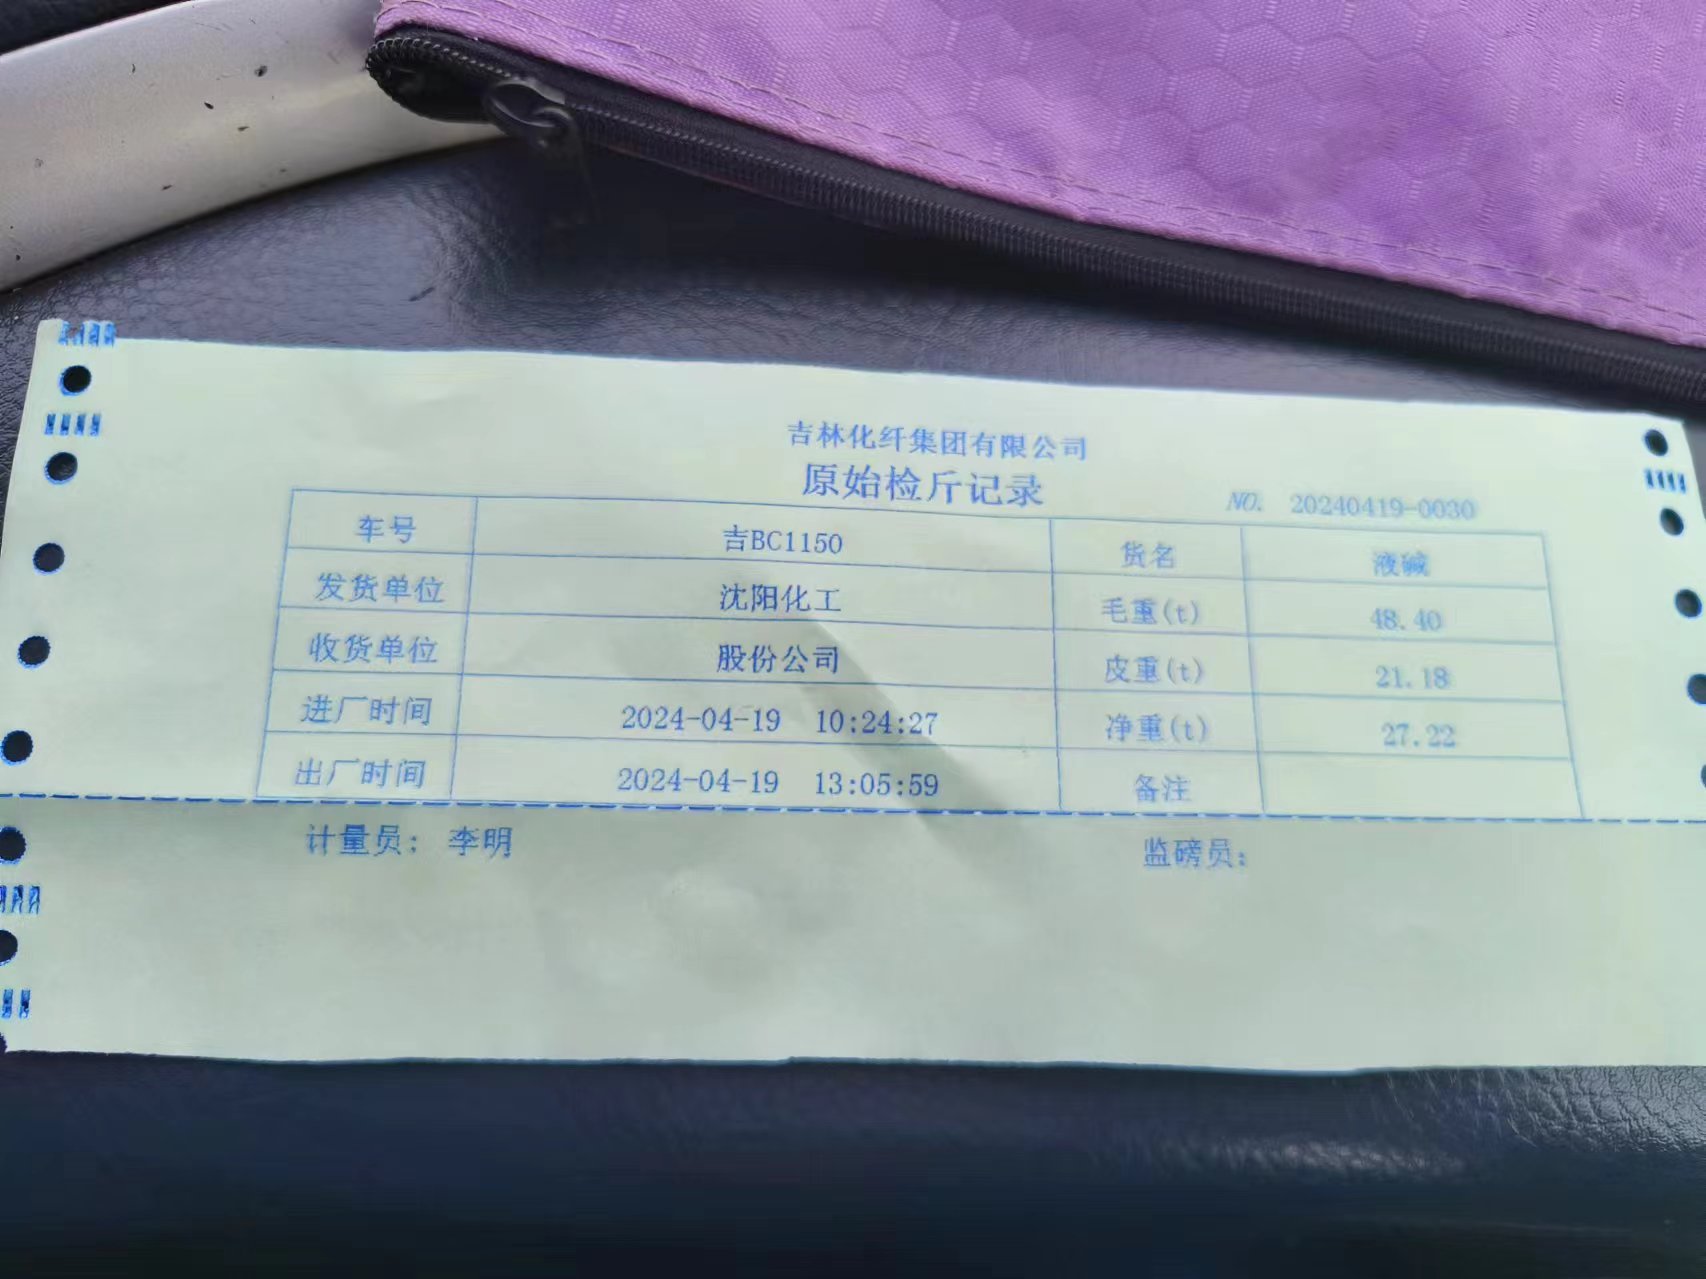 吉林化纤集团有限公司
原始检斤记录
NO. 20240419-0030
车号 吉BC1150 货名 液碱
发货单位 沈阳化工 毛重(t) 48.40
收货单位 股份公司 皮重(t) 21.18
进厂时间 2024-04-19 10:24:27 净重(t) 27.22
出厂时间 2024-04-19 13:05:59 备注
计量员: 李明 监磅员: